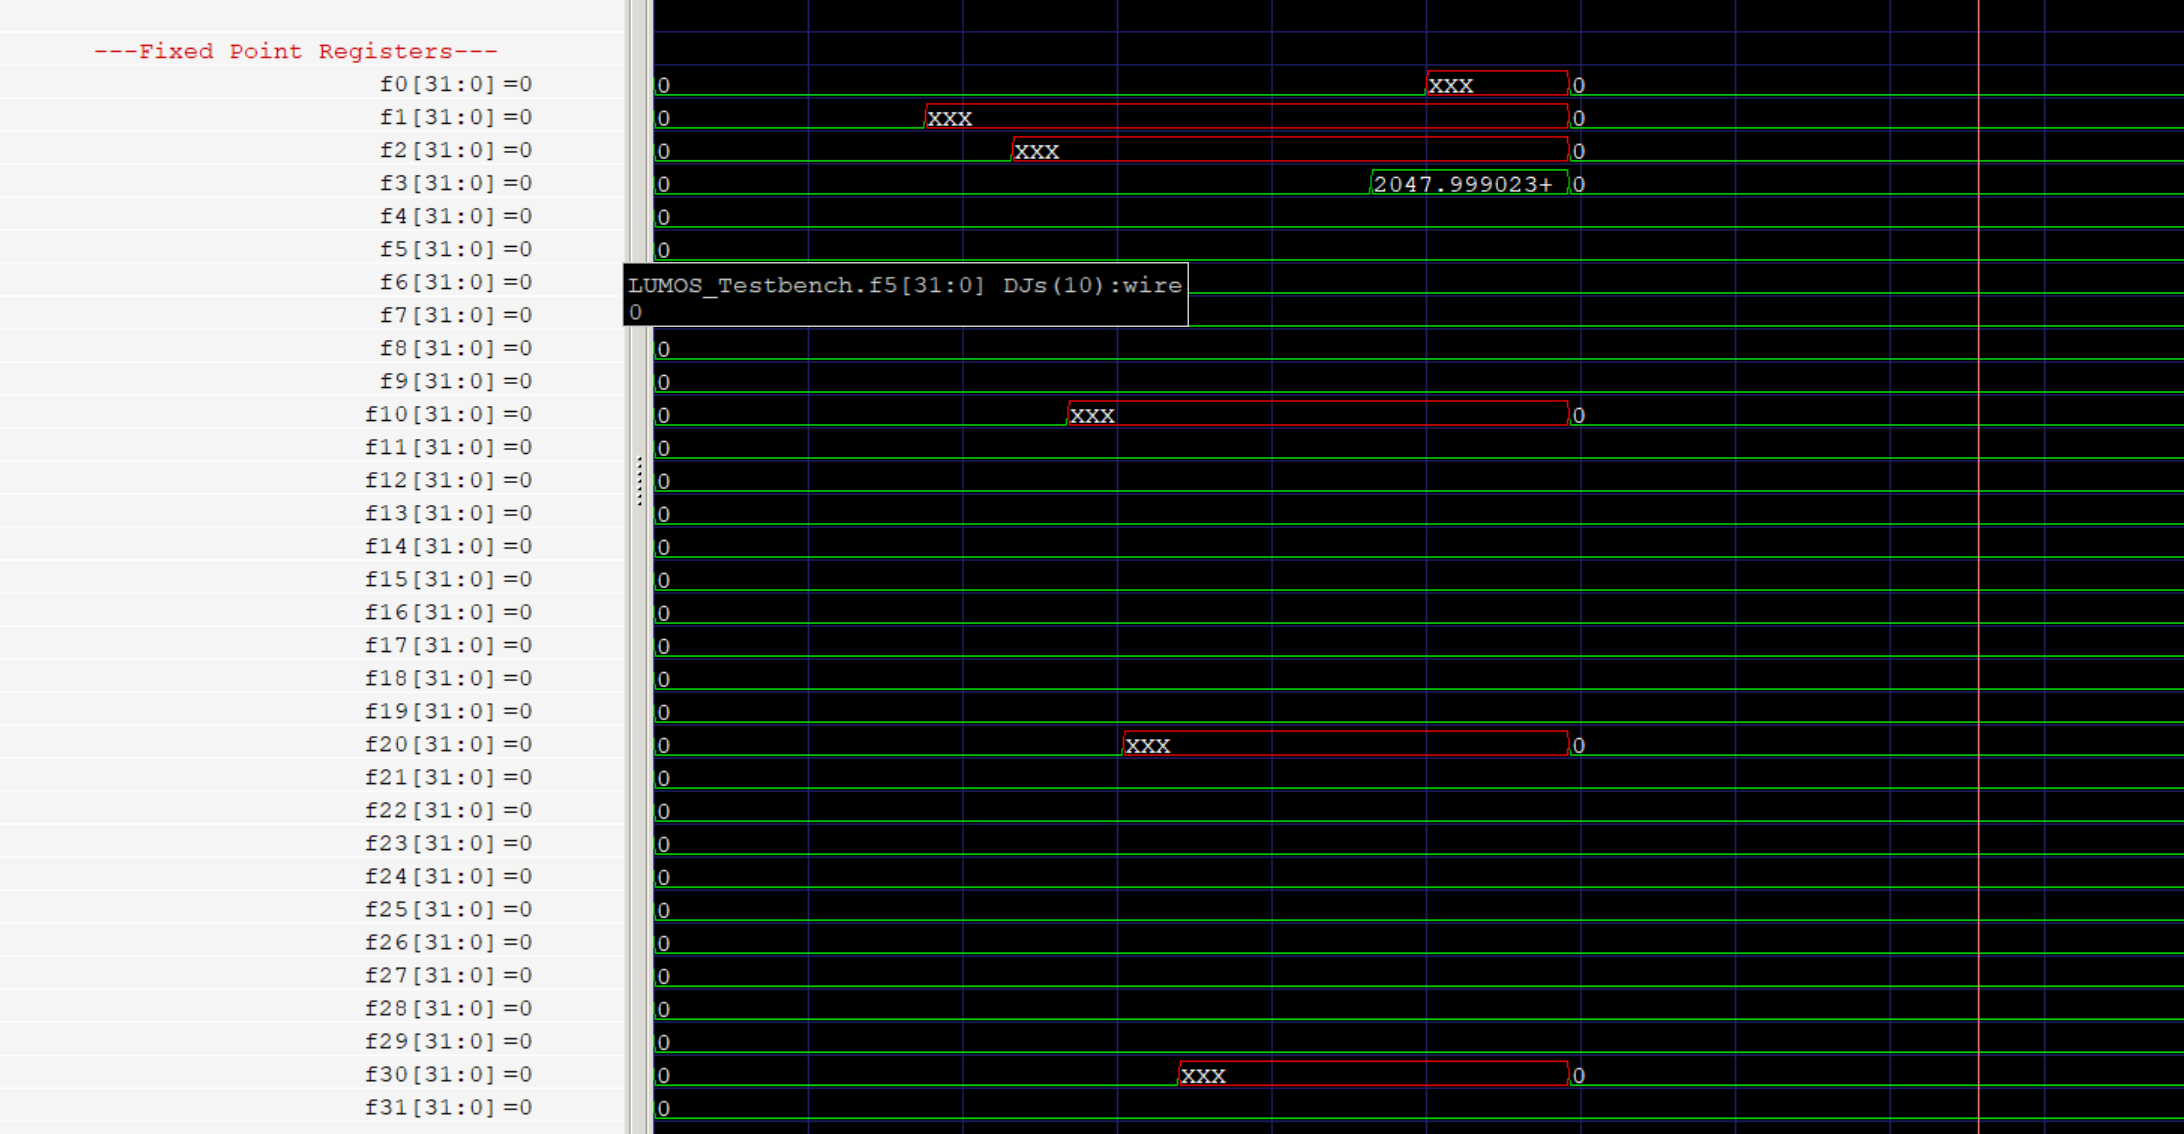 ---Fixed Point Registers---
f0[31:0]=0 0 xxx 0
f1[31:0]=0 0 xxx 0
f2[31:0]=0 0 xxx 0
f3[31:0]=0 0 2047.999023+ 0
f4[31:0]=0 0
f5[31:0]=0 0
f6[31:0]=0 LUMOS_Testbench.f5[31:0] DJs(10):wire
f7[31:0]=0 0
f8[31:0]=0 0
f9[31:0]=0 0
f10[31:0]=0 0 xxx 0
f11[31:0]=0 0
f12[31:0]=0 0
f13[31:0]=0 0
f14[31:0]=0 0
f15[31:0]=0 0
f16[31:0]=0 0
f17[31:0]=0 0
f18[31:0]=0 0
f19[31:0]=0 0
f20[31:0]=0 0 xxx 0
f21[31:0]=0 0
f22[31:0]=0 0
f23[31:0]=0 0
f24[31:0]=0 0
f25[31:0]=0 0
f26[31:0]=0 0
f27[31:0]=0 0
f28[31:0]=0 0
f29[31:0]=0 0
f30[31:0]=0 0 xxx 0
f31[31:0]=0 0